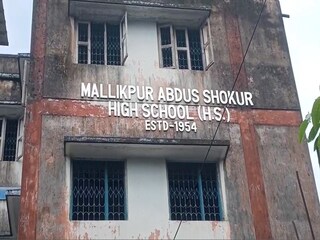 MALLIKPUR ABDUS SHOKUR
HIGH SCHOOL (H.S.)
ESTD-1954